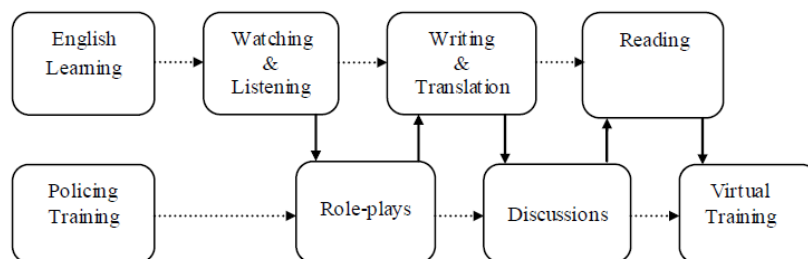 English
Learning
Watching
&
Listening
Writing
&
Translation
Reading
Policing
Training
Role-plays
Discussions
Virtual
Training